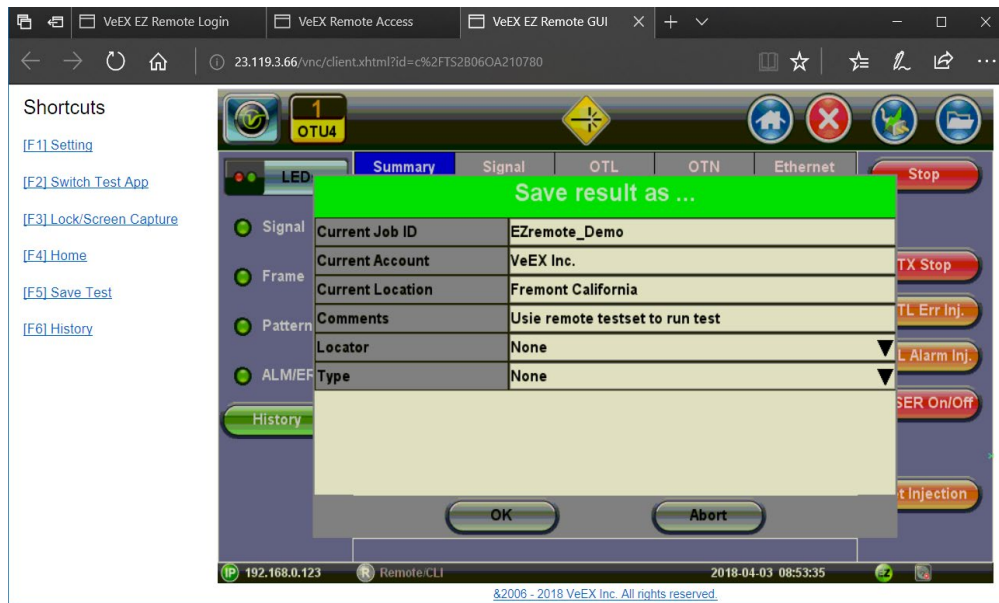 VeEX EZ Remote Login
VeEX Remote Access
VeEX EZ Remote GUI
23.119.3.66/vnc/client.xhtml?id=c%2FTS2B06OA210780
Shortcuts
[F1] Setting
[F2] Switch Test App
[F3] Lock/Screen Capture
[F4] Home
[F5] Save Test
[F6] History
1
OTU4
LED
Summary
Signal
OTL
OTN
Ethernet
Stop
Save result as ...
Signal
Frame
Pattern
ALM/ER
History
Current Job ID
EZremote_Demo
Current Account
VeEX Inc.
Current Location
Fremont California
Comments
Usie remote testset to run test
Locator
None
Type
None
TX Stop
TL Err Inj.
L Alarm Inj.
SER On/Off
t Injection
OK
Abort
IP 192.168.0.123
R Remote/CLI
2018-04-03 08:53:35
EZ
&2006 - 2018 VeEX Inc. All rights reserved.